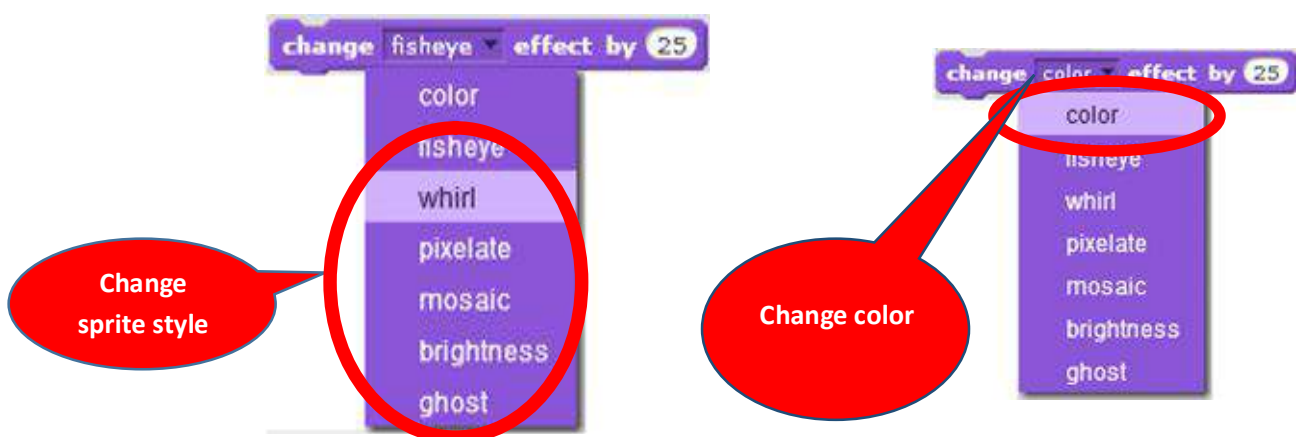 change fisheye effect by 25
color
fisheye
whirl
pixelate
mosaic
brightness
ghost
Change
sprite style
change color effect by 25
color
fisheye
whirl
pixelate
mosaic
brightness
ghost
Change color